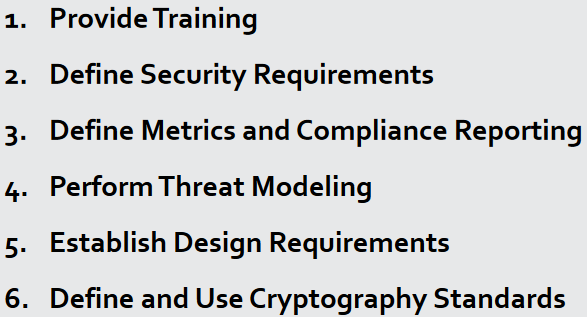 1. Provide Training
2. Define Security Requirements
3. Define Metrics and Compliance Reporting
4. Perform Threat Modeling
5. Establish Design Requirements
6. Define and Use Cryptography Standards